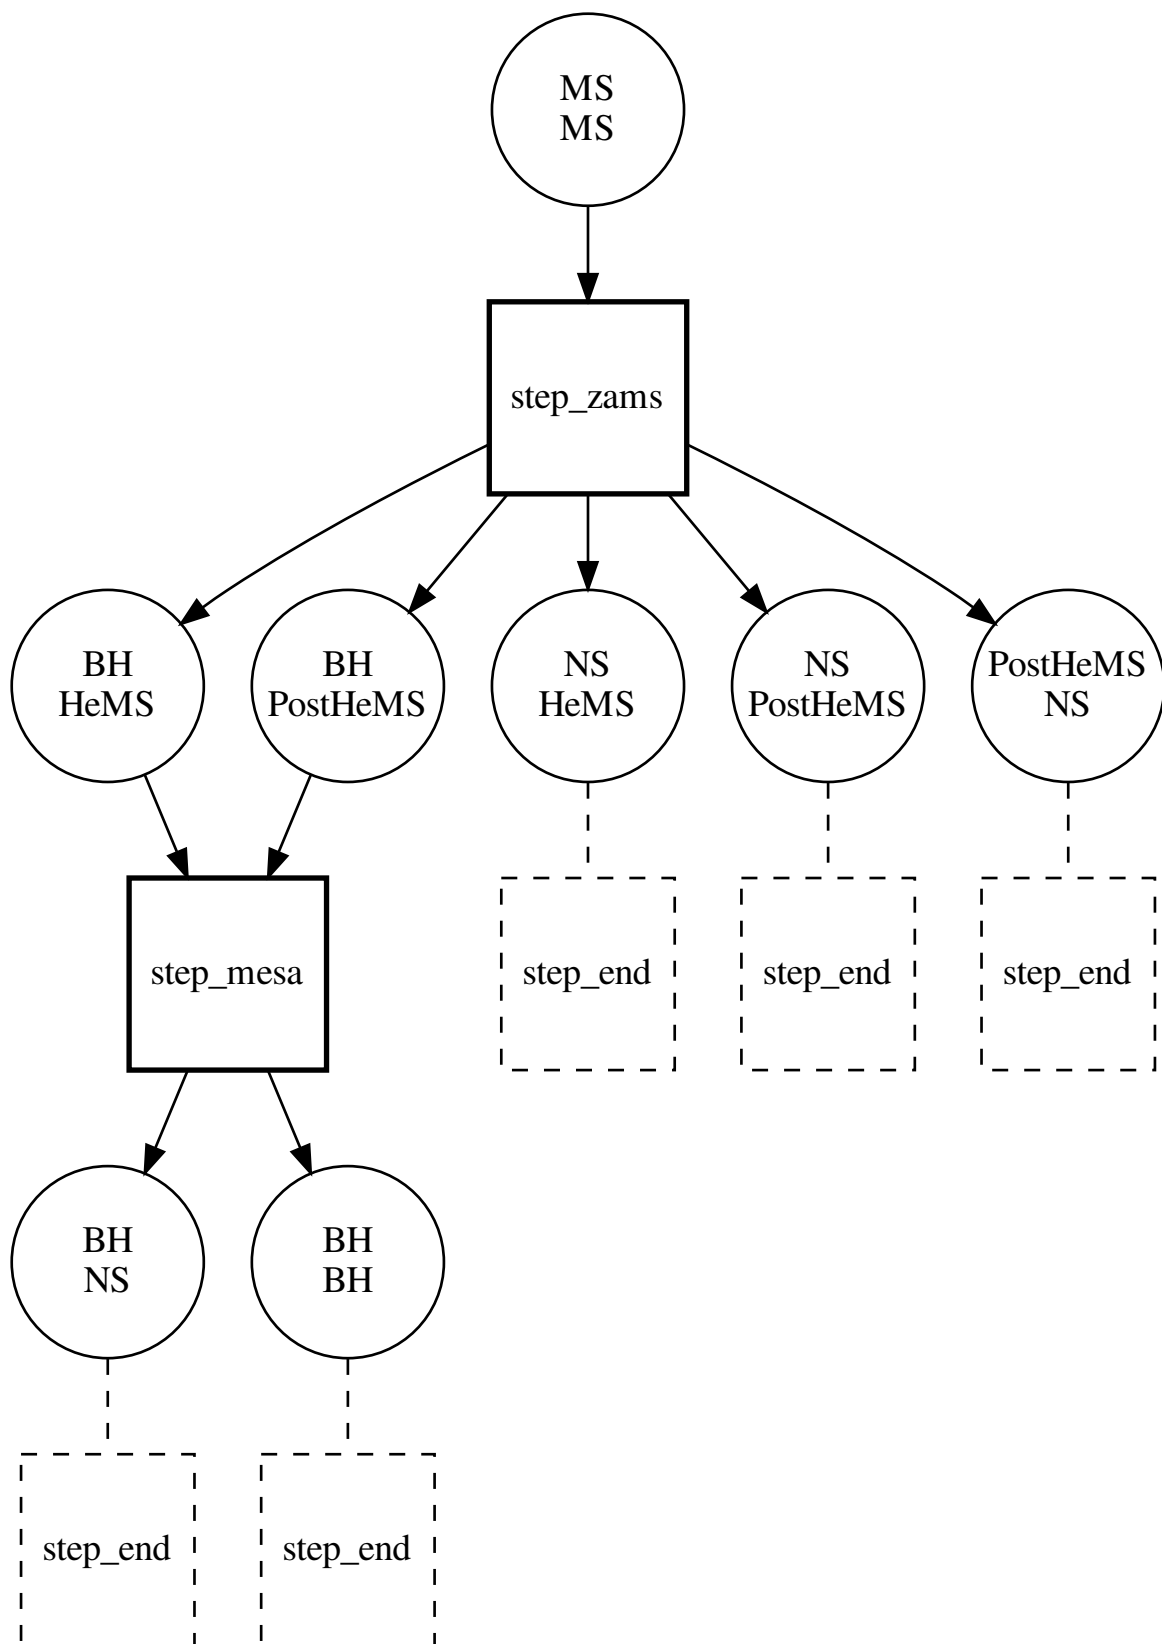 MS
MS
step_zams
BH
HeMS
BH
PostHeMS
NS
HeMS
NS
PostHeMS
PostHeMS
NS
step_mesa
step_end
step_end
step_end
BH
NS
BH
BH
step_end
step_end